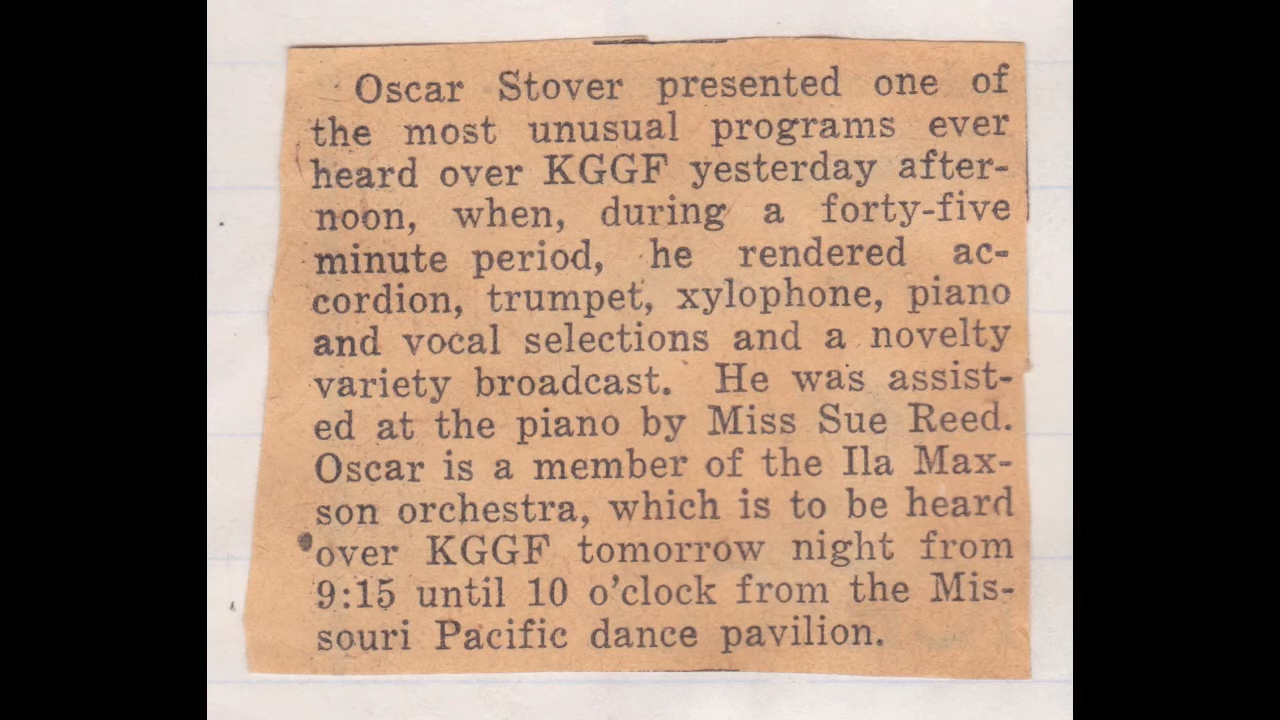 Oscar Stover presented one of
the most unusual programs ever
heard over KGGF yesterday after-
noon, when, during a forty-five
minute period, he rendered ac-
cordion, trumpet, xylophone, piano
and vocal selections and a novelty
variety broadcast. He was assist-
ed at the piano by Miss Sue Reed.
Oscar is a member of the Ila Max-
son orchestra, which is to be heard
over KGGF tomorrow night from
9:15 until 10 o'clock from the Mis-
souri Pacific dance pavilion.